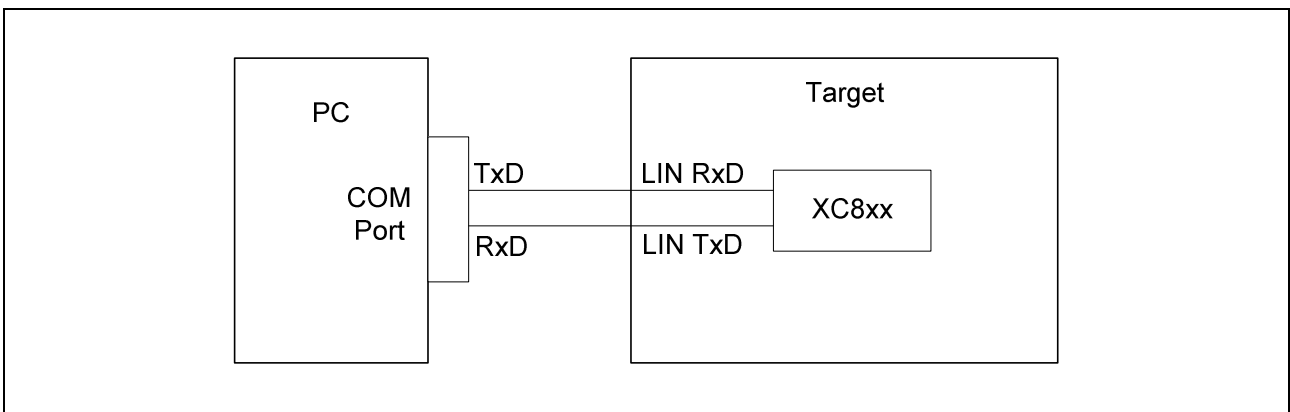 Target
PC
TxD
LIN RxD
COM
Port
XC8xx
RxD
LIN TxD